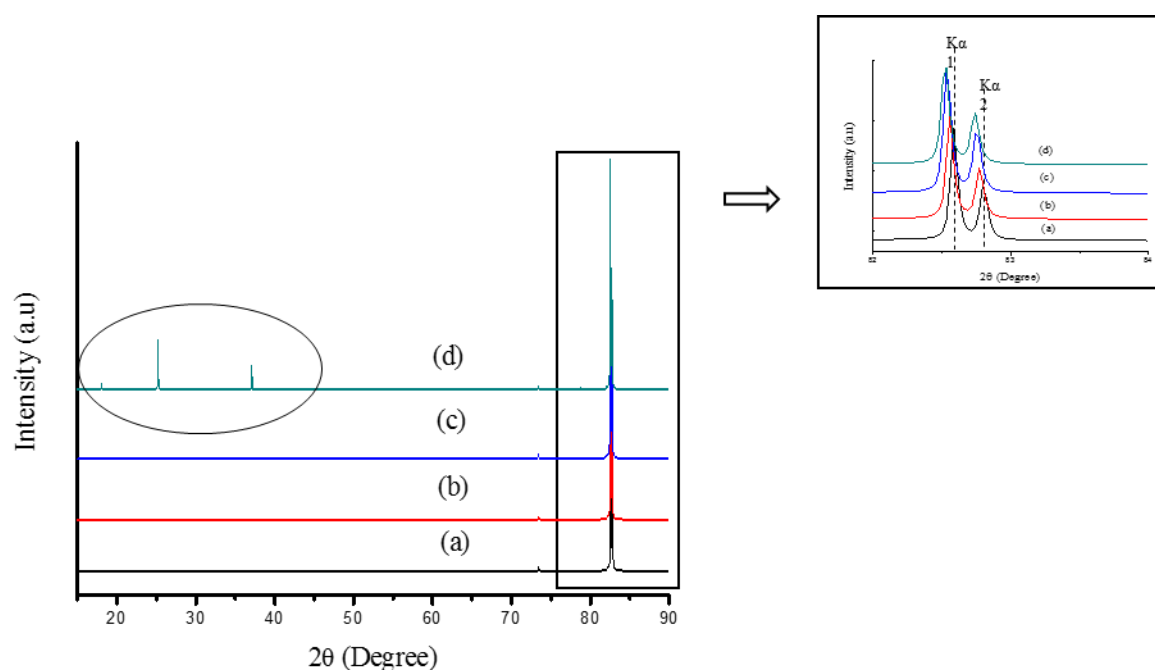 Intensity (a.u)
(d)
(c)
(b)
(a)
20 30 40 50 60 70 80 90
2θ (Degree)
Kα
1
Kα
2
Intensity (a.u)
(d)
(c)
(b)
(a)
82 83 84
2θ (Degree)